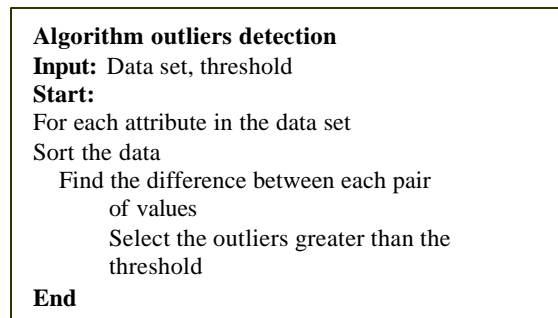 Algorithm outliers detection
Input: Data set, threshold
Start:
For each attribute in the data set
Sort the data
Find the difference between each pair
of values
Select the outliers greater than the
threshold
End